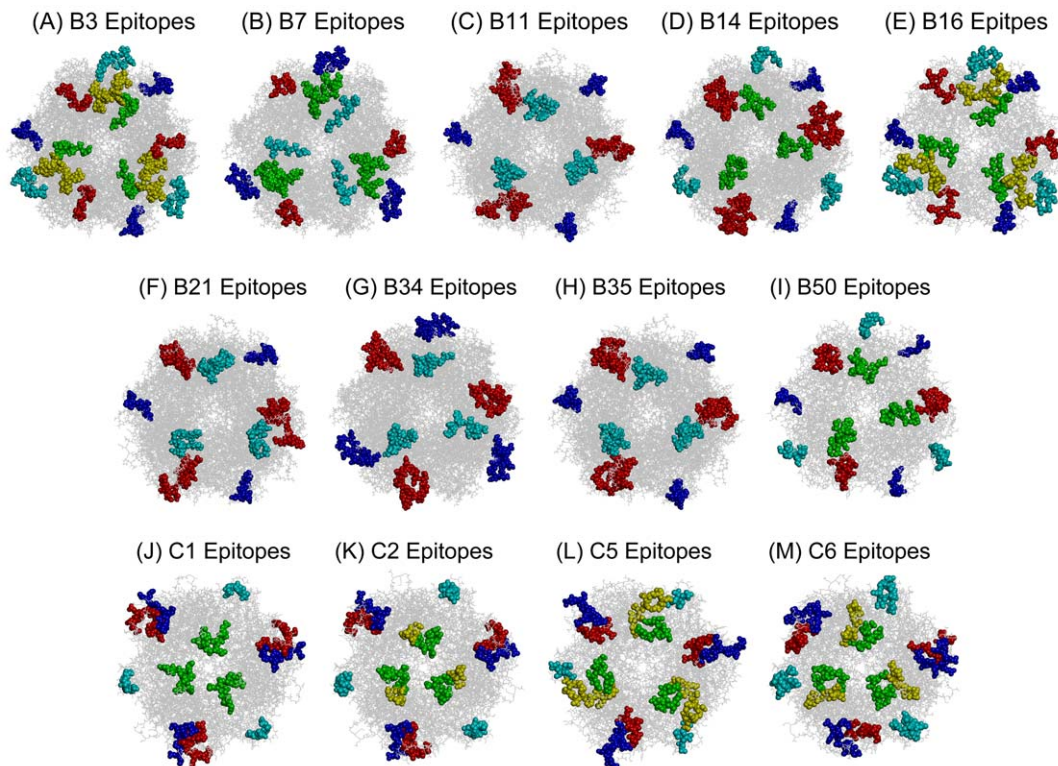 (A) B3 Epitopes
(B) B7 Epitopes
(C) B11 Epitopes
(D) B14 Epitopes
(E) B16 Epitpes
(F) B21 Epitopes
(G) B34 Epitopes
(H) B35 Epitopes
(I) B50 Epitopes
(J) C1 Epitopes
(K) C2 Epitopes
(L) C5 Epitopes
(M) C6 Epitopes